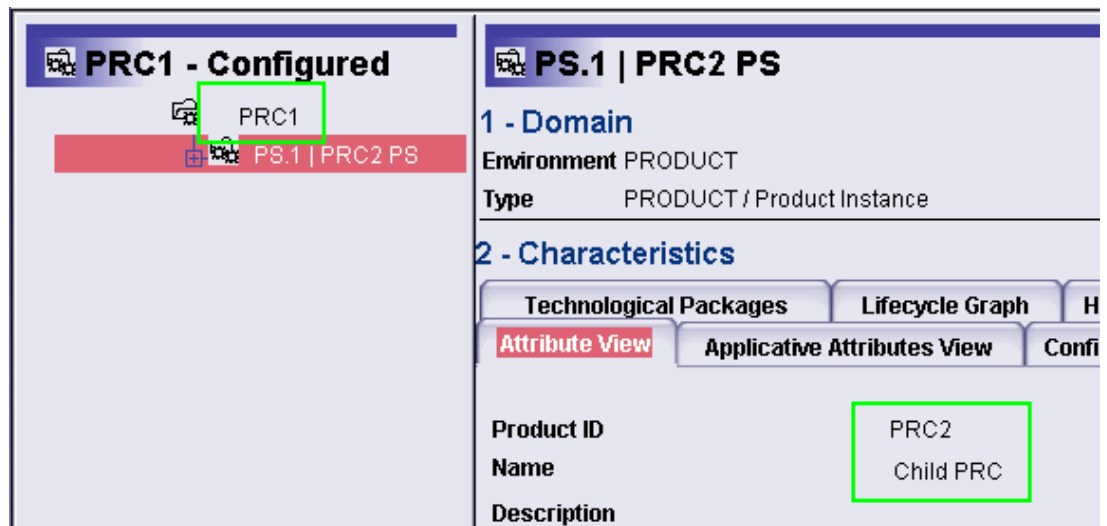 PRC1 - Configured
PRC1
PS.1 | PRC2 PS
PS.1 | PRC2 PS
1 - Domain
Environment PRODUCT
Type PRODUCT / Product Instance
2 - Characteristics
Technological Packages Lifecycle Graph
Attribute View Applicative Attributes View
Product ID PRC2
Name Child PRC
Description